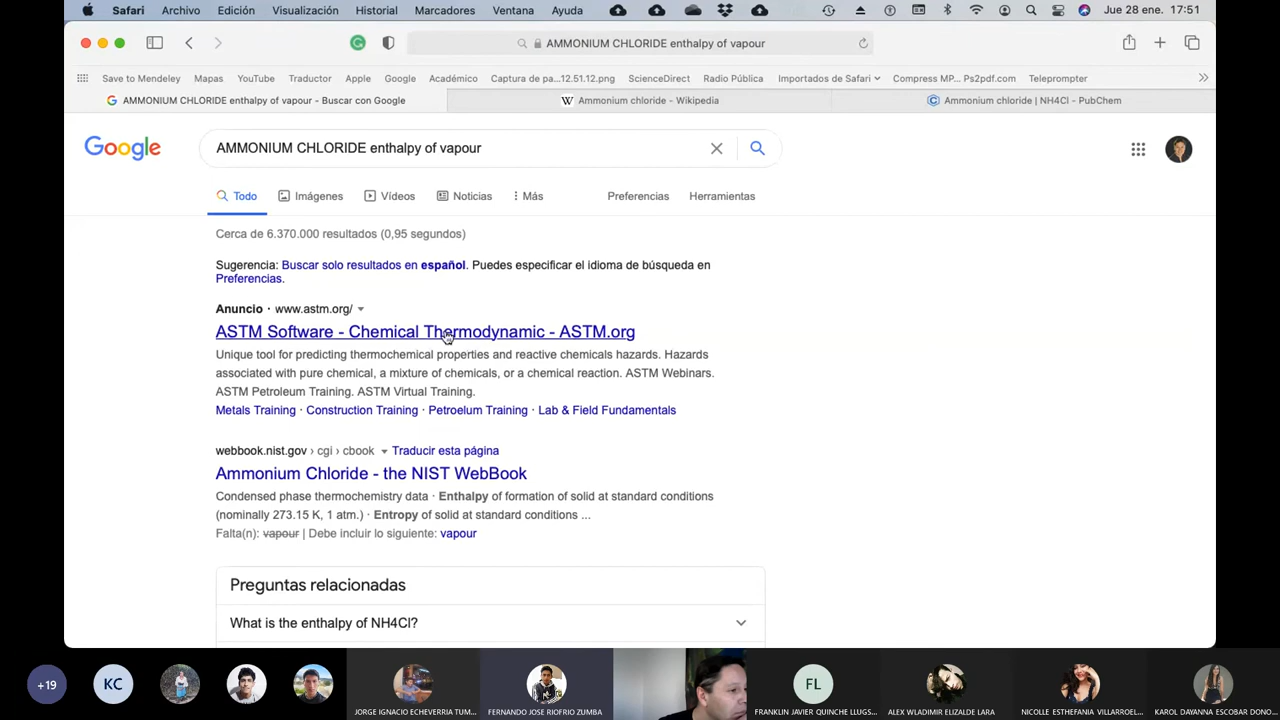 Safari Archivo Edición Visualización Historial Marcadores Ventana Ayuda Jue 28 ene. 17:51
AMMONIUM CHLORIDE enthalpy of vapour
Save to Mendeley Mapas YouTube Traductor Apple Google Académico Captura de pa...12.51.12.png ScienceDirect Radio Pública Importados de Safari Compress MP... Ps2pdf.com Teleprompter
AMMONIUM CHLORIDE enthalpy of vapour - Buscar con Google Ammonium chloride - Wikipedia Ammonium chloride | NH4Cl - PubChem
Google AMMONIUM CHLORIDE enthalpy of vapour
Todo Imágenes Vídeos Noticias Más Preferencias Herramientas
Cerca de 6.370.000 resultados (0,95 segundos)
Sugerencia: Buscar solo resultados en español. Puedes especificar el idioma de búsqueda en
Preferencias.
Anuncio · www.astm.org/
ASTM Software - Chemical Thermodynamic - ASTM.org
Unique tool for predicting thermochemical properties and reactive chemicals hazards. Hazards
associated with pure chemical, a mixture of chemicals, or a chemical reaction. ASTM Webinars.
ASTM Petroleum Training. ASTM Virtual Training.
Metals Training · Construction Training · Petroelum Training · Lab & Field Fundamentals
webbook.nist.gov › cgi › cbook Traducir esta página
Ammonium Chloride - the NIST WebBook
Condensed phase thermochemistry data · Enthalpy of formation of solid at standard conditions
(nominally 273.15 K, 1 atm.) · Entropy of solid at standard conditions ...
Falta(n): vapour | Debe incluir lo siguiente: vapour
Preguntas relacionadas
What is the enthalpy of NH4Cl?
+19 KC FL
JORGE IGNACIO ECHEVERRIA TUM... FERNANDO JOSE RIOFRIO ZUMBA FRANKLIN JAVIER QUINCHE LLUGS... ALEX WLADIMIR ELIZALDE LARA NICOLLE ESTHEFANIA VILLARROEL... KAROL DAYANNA ESCOBAR DONO...